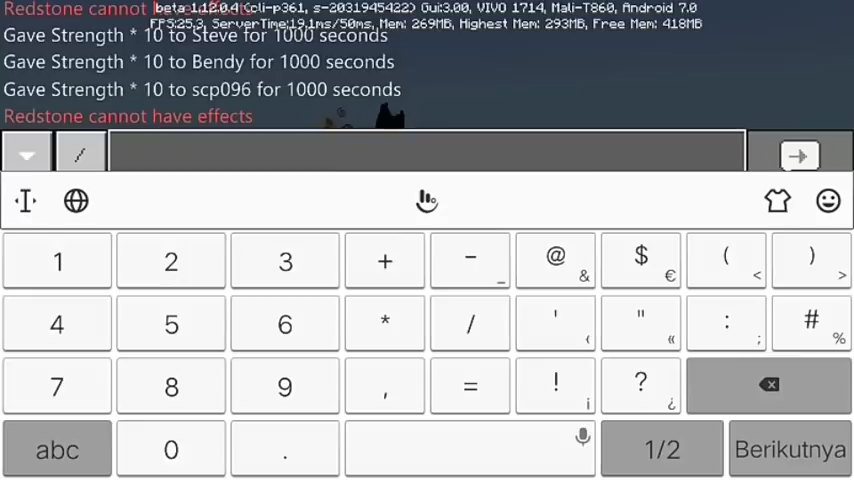 Redstone cannot have effects
beta 1.12.0.4 (cli-p361, s-2031945422) Gui:3.00, VIVO 1714, Mali-T860, Android 7.0
FPS:25.3, ServerTime:19.1ms/50ms, Mem: 269MB, Highest Mem: 293MB, Free Mem: 418MB
Gave Strength * 10 to Steve for 1000 seconds
Gave Strength * 10 to Bendy for 1000 seconds
Gave Strength * 10 to scp096 for 1000 seconds
Redstone cannot have effects
/
1 2 3 + - _ @ & $ € ( < ) >
4 5 6 * / ' ‹ " « : ; # %
7 8 9 , = ! ¡ ? ¿
abc 0 . 1/2 Berikutnya